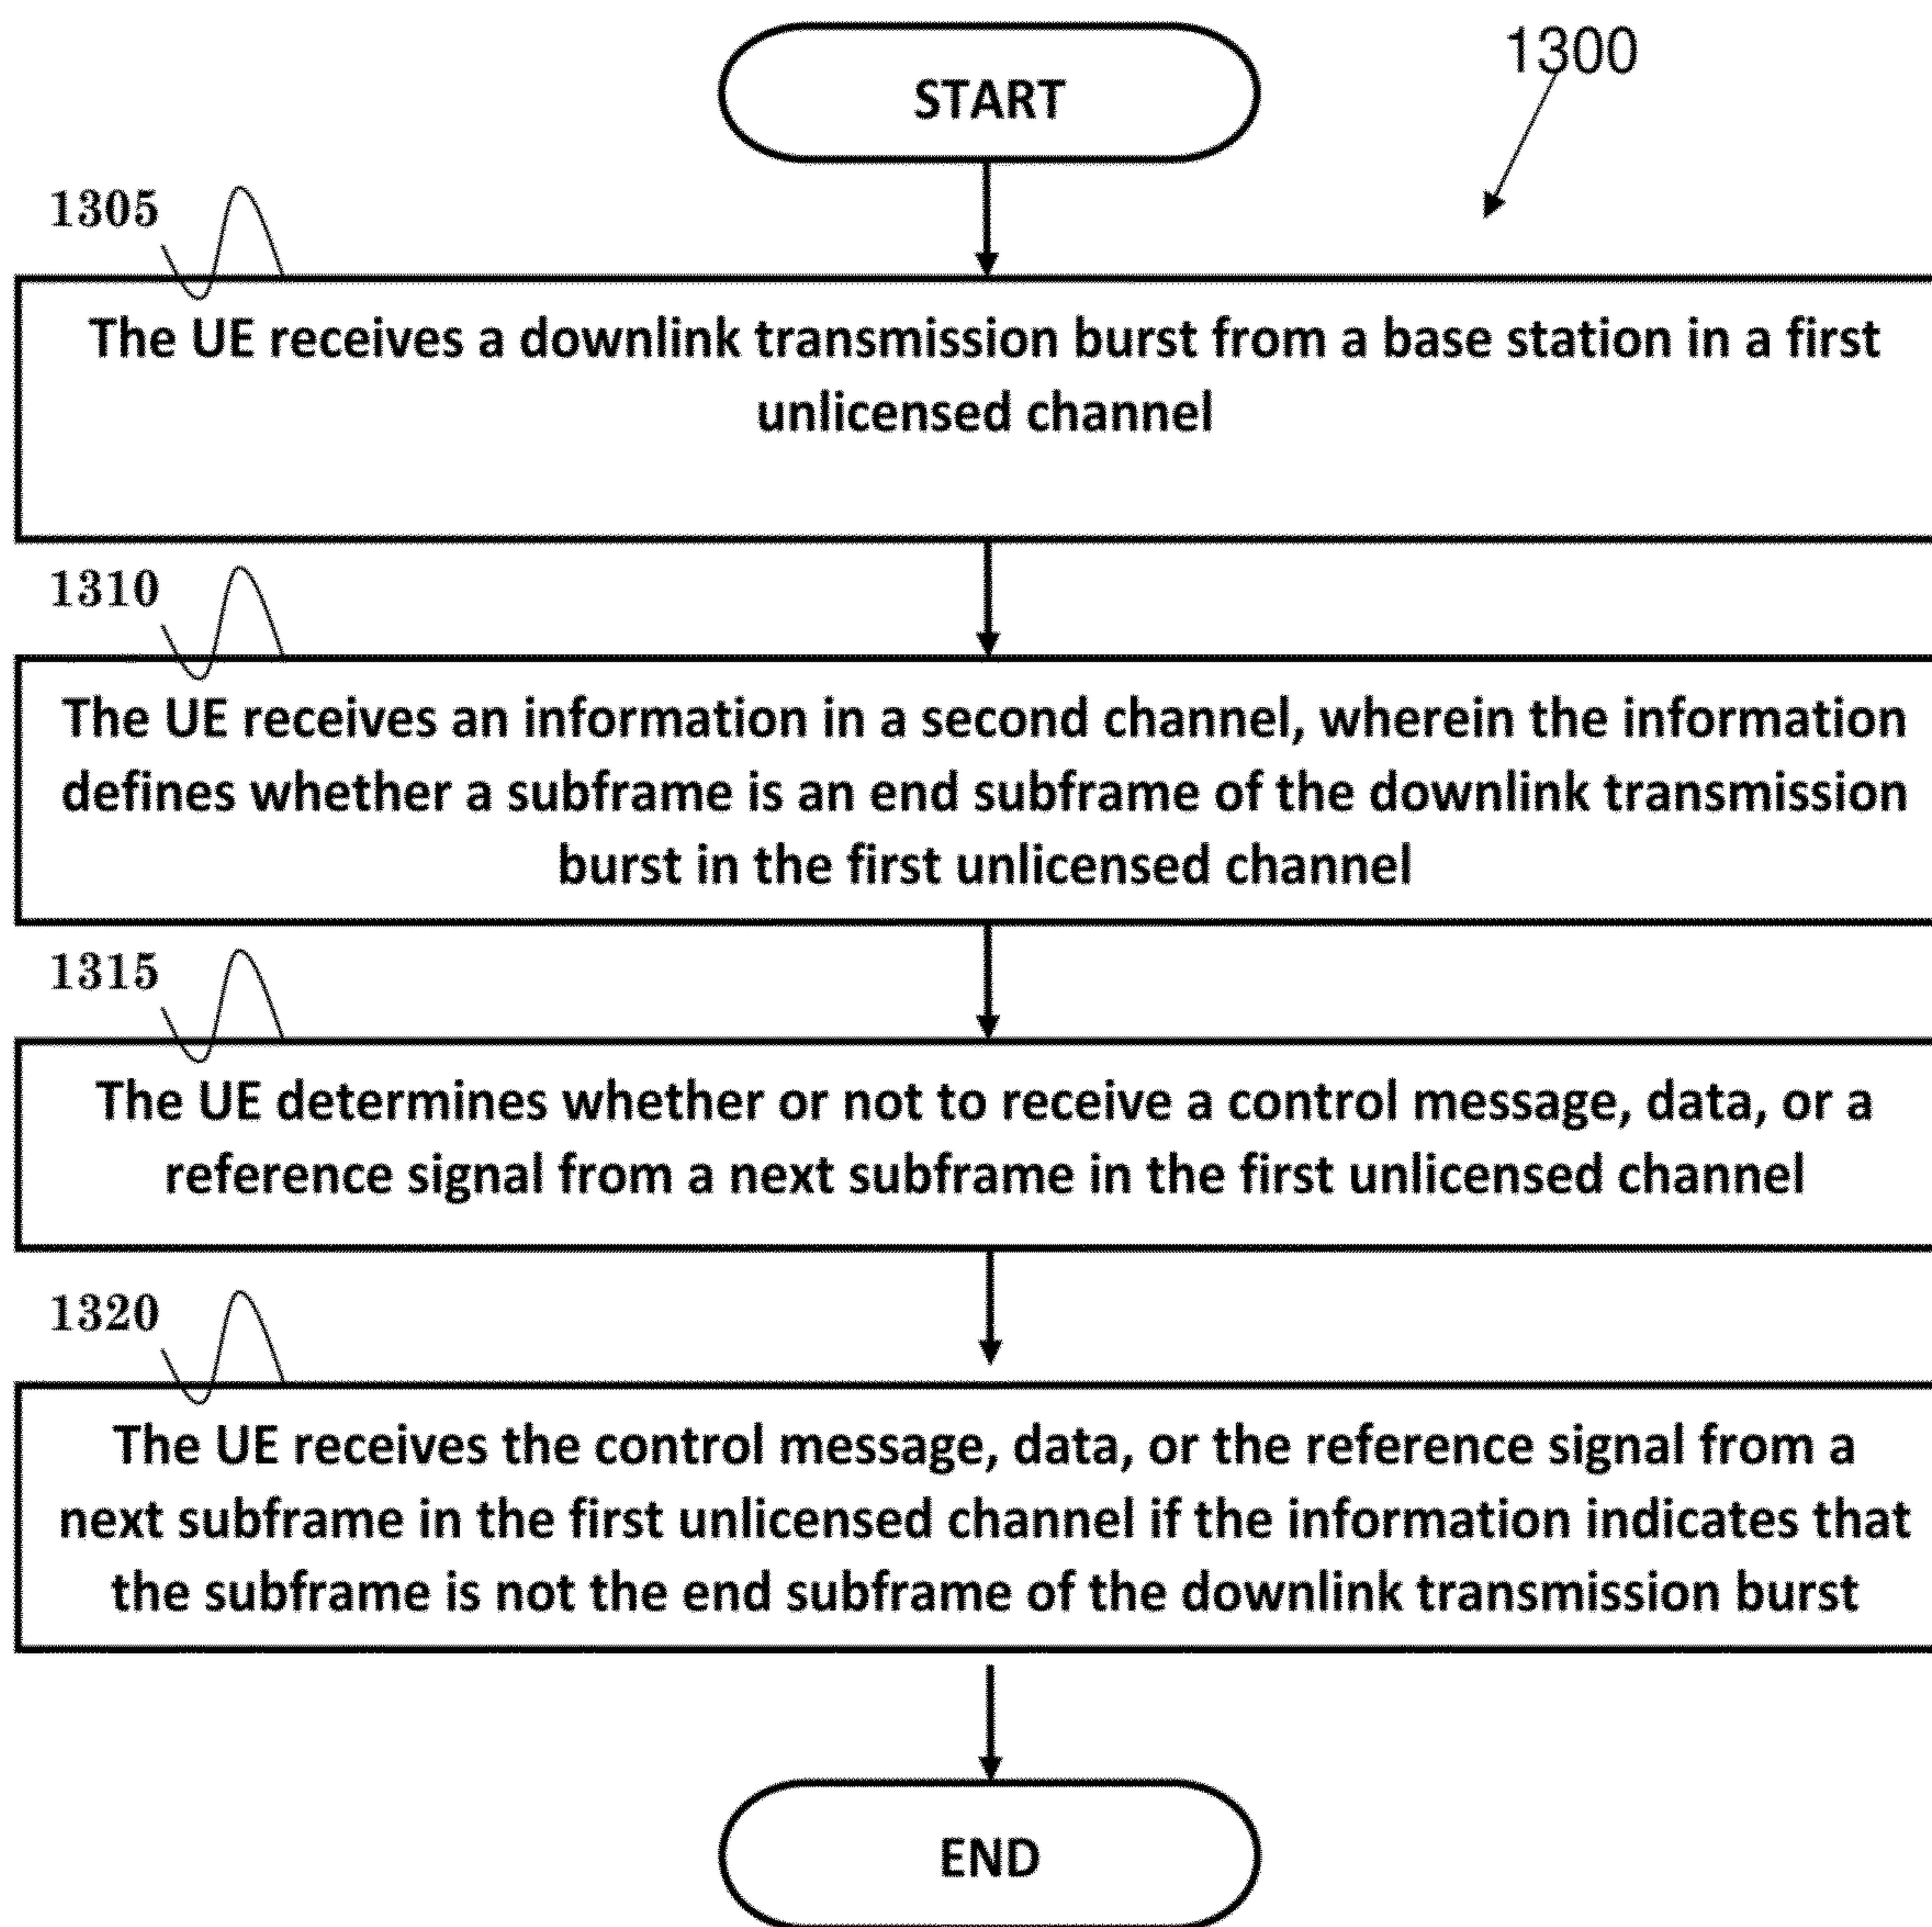 START
1300
1305
The UE receives a downlink transmission burst from a base station in a first
unlicensed channel
1310
The UE receives an information in a second channel, wherein the information
defines whether a subframe is an end subframe of the downlink transmission
burst in the first unlicensed channel
1315
The UE determines whether or not to receive a control message, data, or a
reference signal from a next subframe in the first unlicensed channel
1320
The UE receives the control message, data, or the reference signal from a
next subframe in the first unlicensed channel if the information indicates that
the subframe is not the end subframe of the downlink transmission burst
END